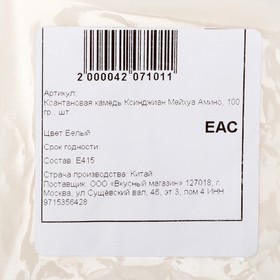 2 000042 071011
Артикул:
Ксантановая камедь Ксинджиан Мейхуа Амино, 100
гр., шт.
EAC
Цвет:Белый
Срок годности:
Состав: Е415
Страна производства: Китай
Поставщик: ООО «Вкусный магазин» 127018, г.
Москва, ул Сущёвский вал, 46, эт 3, пом 4 ИНН
9715356428